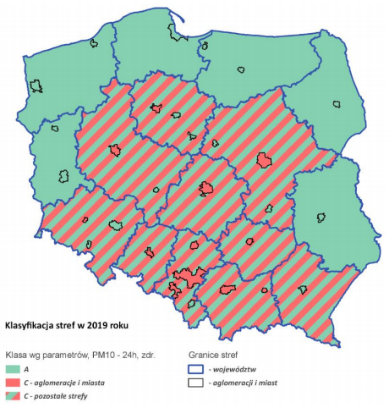 Klasyfikacja stref w 2019 roku
Klasa wg parametrów, PM10 - 24h, zdr.
A
C - aglomeracje i miasta
C - pozostałe strefy
Granice stref
- województw
- aglomeracji i miast